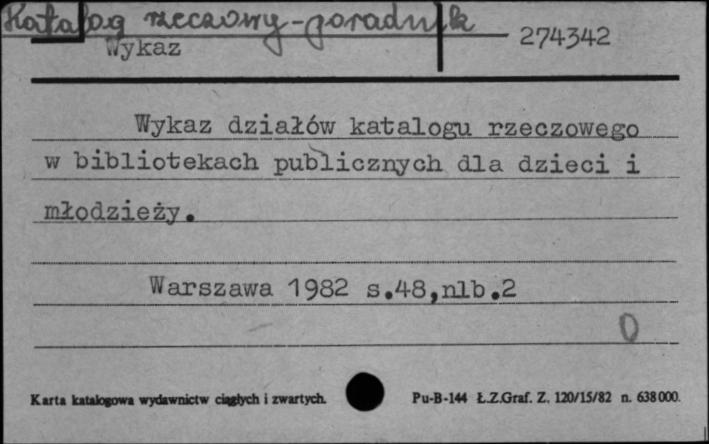 Katalog rzeczowy - poradnik
Wykaz 274342
Wykaz działów katalogu rzeczowego
w bibliotekach publicznych dla dzieci i
młodzieży.
Warszawa 1982 s.48,nlb.2
0
Karta katalogowa wydawnictw ciągłych i zwartych. Pu-B-144 Ł.Z.Graf. Z. 120/15/82 n. 638000.